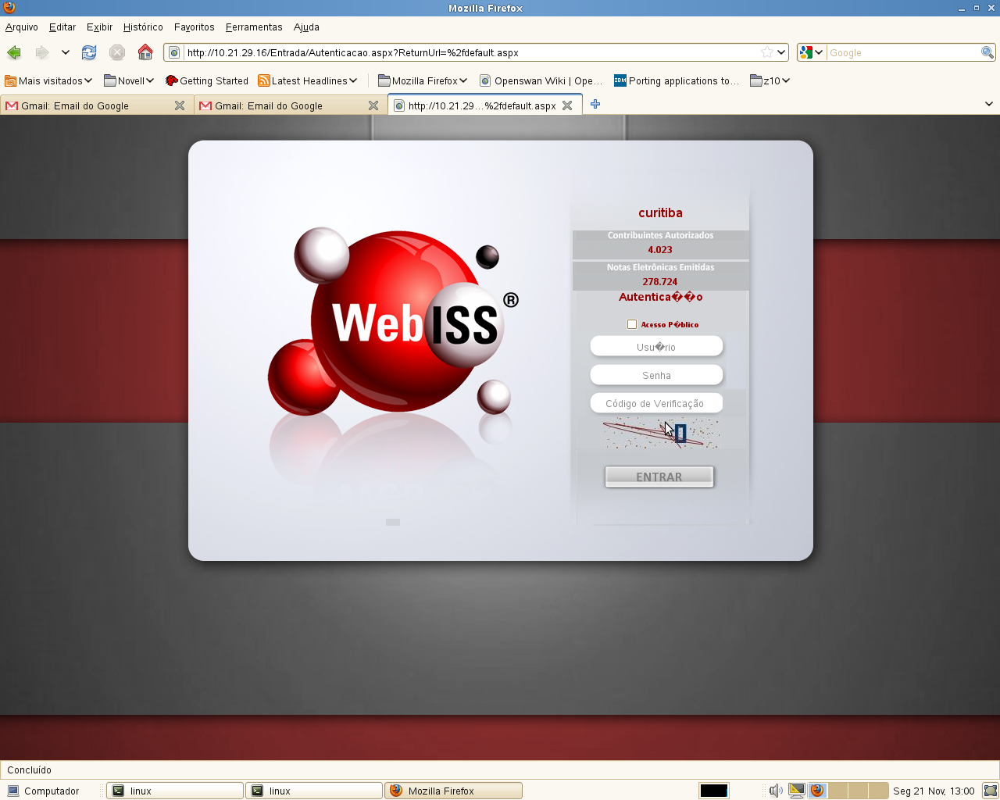 Mozilla Firefox
Arquivo Editar Exibir Histórico Favoritos Ferramentas Ajuda
http://10.21.29.16/Entrada/Autenticacao.aspx?ReturnUrl=%2fdefault.aspx
Google
Mais visitados Novell Getting Started Latest Headlines Mozilla Firefox Openswan Wiki | Ope... IBM Porting applications to... z10
Gmail: Email do Google Gmail: Email do Google http://10.21.29...%2fdefault.aspx
curitiba
Contribuintes Autorizados
4.023
Notas Eletrônicas Emitidas
278.724
Autentica��o
Acesso P�blico
Usu�rio
Senha
Código de Verificação
ENTRAR
WebISS®
Concluído
Computador linux linux Mozilla Firefox Seg 21 Nov, 13:00